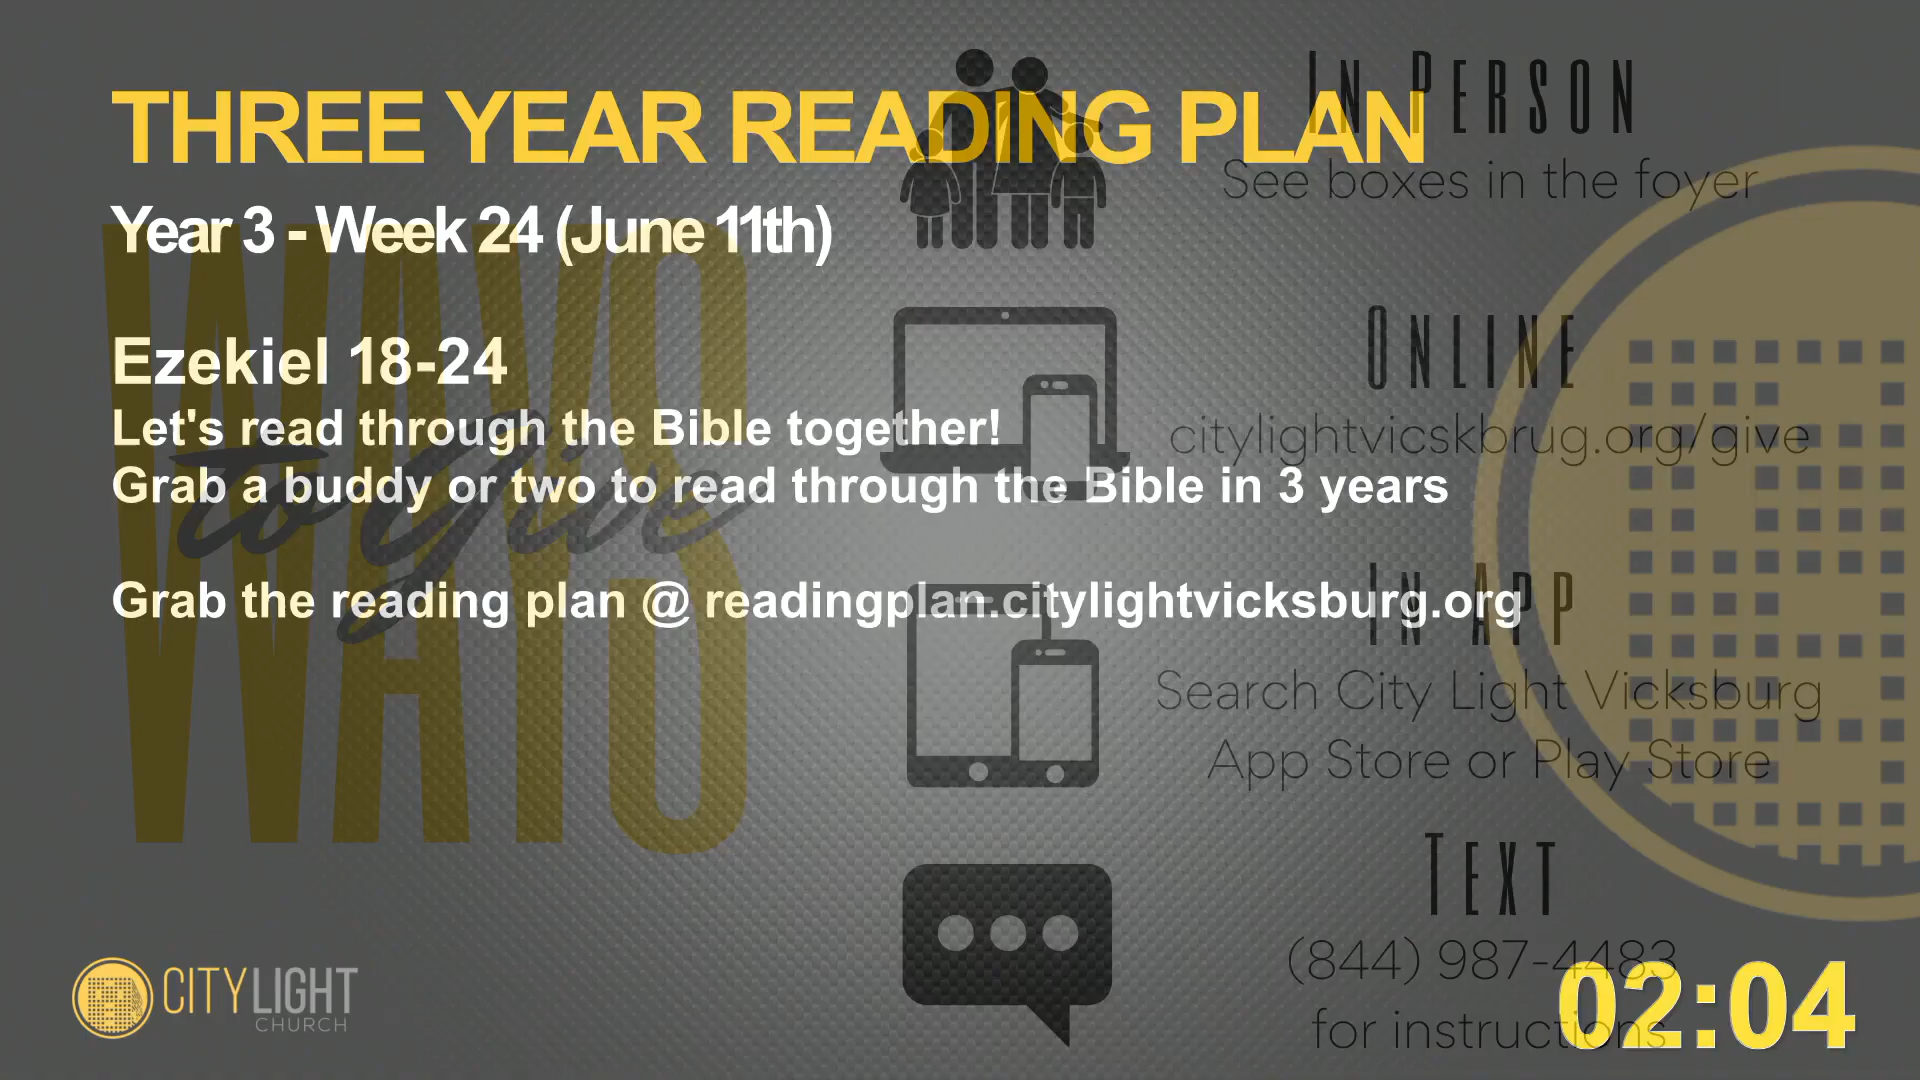 THREE YEAR READING PLAN
Year 3 - Week 24 (June 11th)
Ezekiel 18-24
Let's read through the Bible together!
Grab a buddy or two to read through the Bible in 3 years
Grab the reading plan @ readingplan.citylightvicksburg.org
WAYS
to Give
In Person
See boxes in the foyer
Online
citylightvicskbrug.org/give
In App
Search City Light Vicksburg
App Store or Play Store
Text
(844) 987-4483
for instructions
CITYLIGHT
CHURCH
02:04